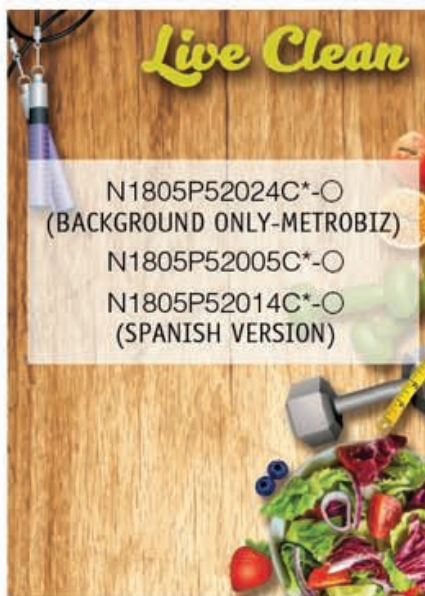 Live Clean
N1805P52024C*-○
(BACKGROUND ONLY-METROBIZ)
N1805P52005C*-○
N1805P52014C*-○
(SPANISH VERSION)